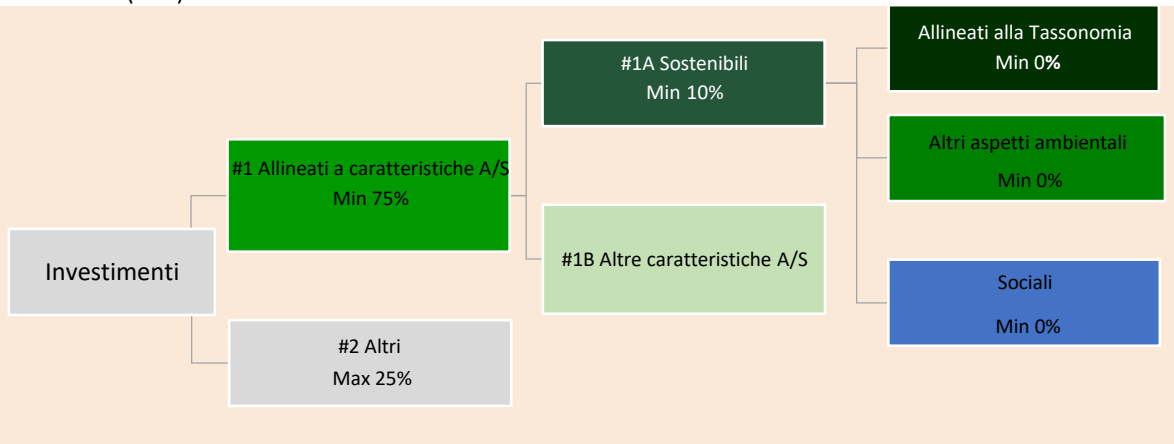 Allineati alla Tassonomia
Min 0%
#1A Sostenibili
Min 10%
Altri aspetti ambientali
Min 0%
#1 Allineati a caratteristiche A/S
Min 75%
#1B Altre caratteristiche A/S
Investimenti
Sociali
Min 0%
#2 Altri
Max 25%